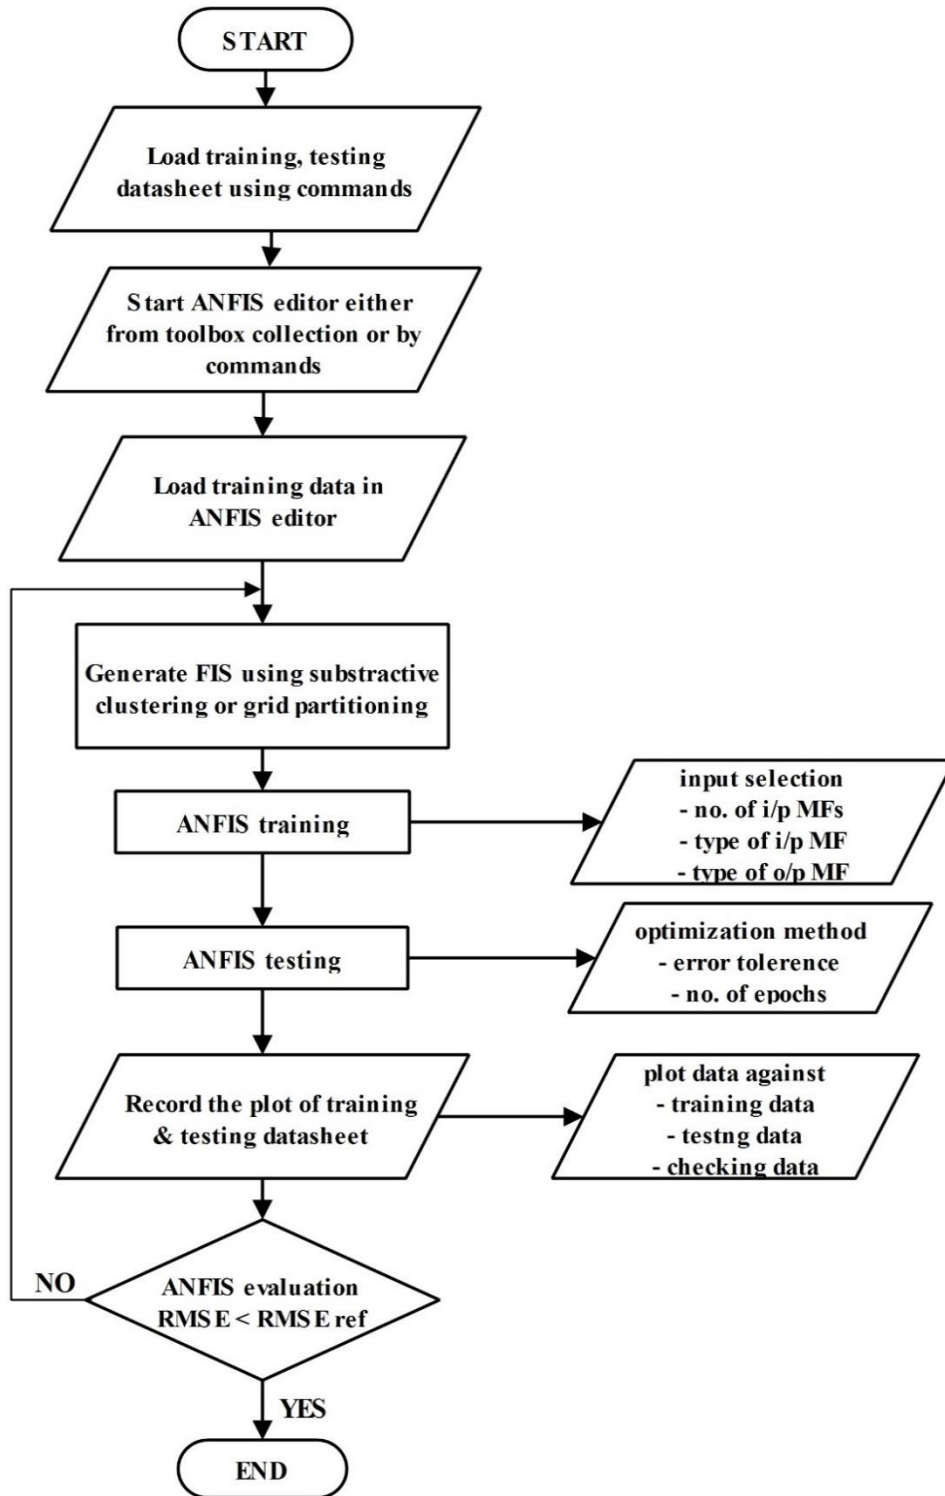 START
Load training, testing
datasheet using commands
Start ANFIS editor either
from toolbox collection or by
commands
Load training data in
ANFIS editor
Generate FIS using substractive
clustering or grid partitioning
ANFIS training
input selection
- no. of i/p MFs
- type of i/p MF
- type of o/p MF
ANFIS testing
optimization method
- error tolerence
- no. of epochs
Record the plot of training
& testing datasheet
plot data against
- training data
- testng data
- checking data
ANFIS evaluation
RMSE < RMSE ref
NO
YES
END